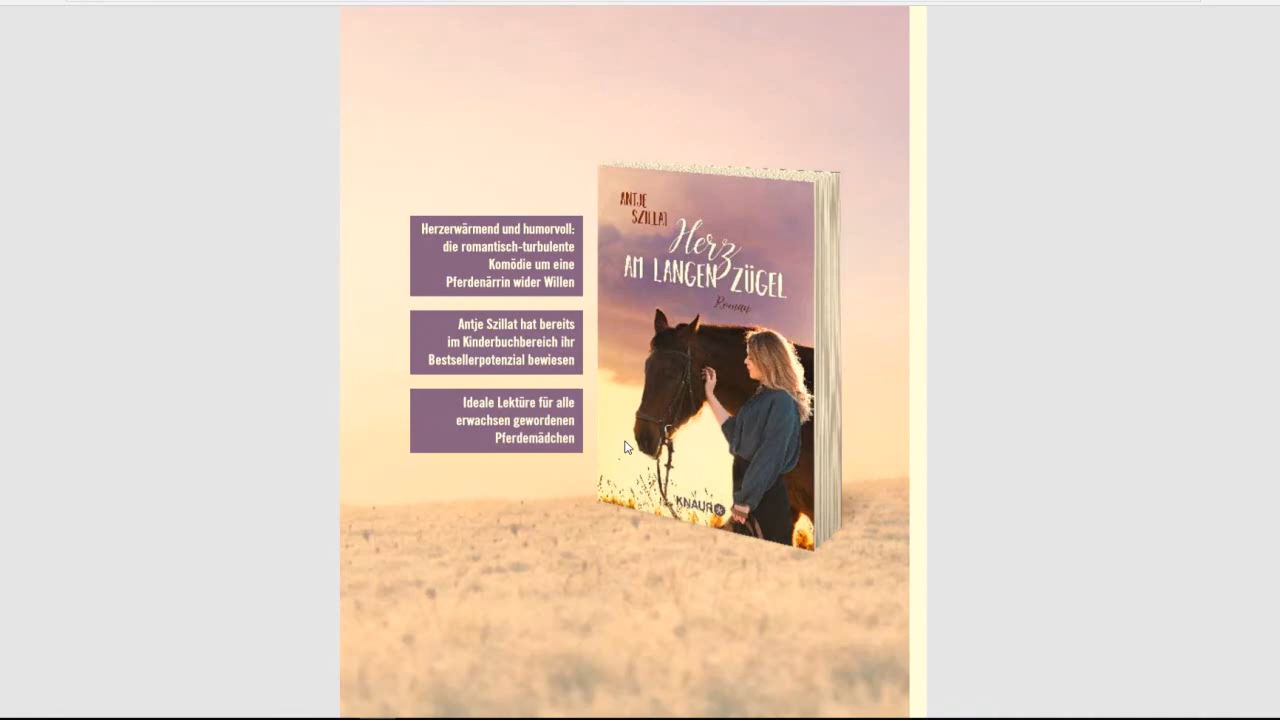 Herzerwärmend und humorvoll:
die romantisch-turbulente
Komödie um eine
Pferdenärrin wider Willen
Antje Szillat hat bereits
im Kinderbuchbereich ihr
Bestsellerpotenzial bewiesen
Ideale Lektüre für alle
erwachsen gewordenen
Pferdemädchen
ANTJE
SZILLAT
Herz
AM LANGEN ZÜGEL
Roman
KNAUR